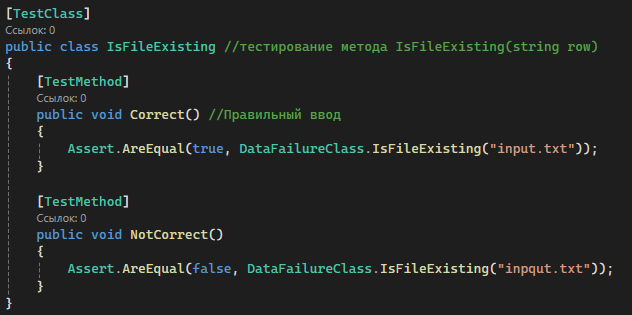 [TestClass]
Ссылок: 0
public class IsFileExisting //тестирование метода IsFileExisting(string row)
{
[TestMethod]
Ссылок: 0
public void Correct() //Правильный ввод
{
Assert.AreEqual(true, DataFailureClass.IsFileExisting("input.txt"));
}
[TestMethod]
Ссылок: 0
public void NotCorrect()
{
Assert.AreEqual(false, DataFailureClass.IsFileExisting("inpqut.txt"));
}
}